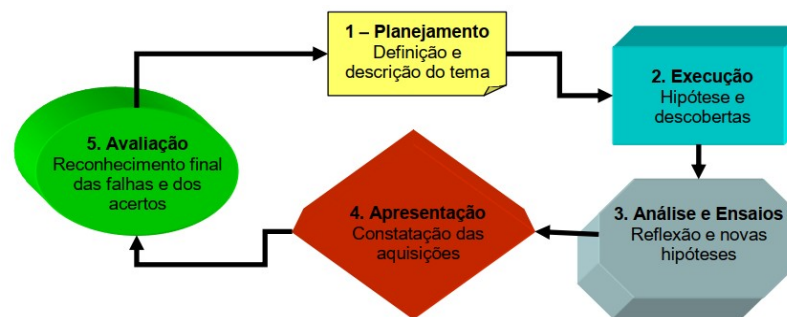 1 – Planejamento
Definição e
descrição do tema
2. Execução
Hipótese e
descobertas
3. Análise e Ensaios
Reflexão e novas
hipóteses
4. Apresentação
Constatação das
aquisições
5. Avaliação
Reconhecimento final
das falhas e dos
acertos